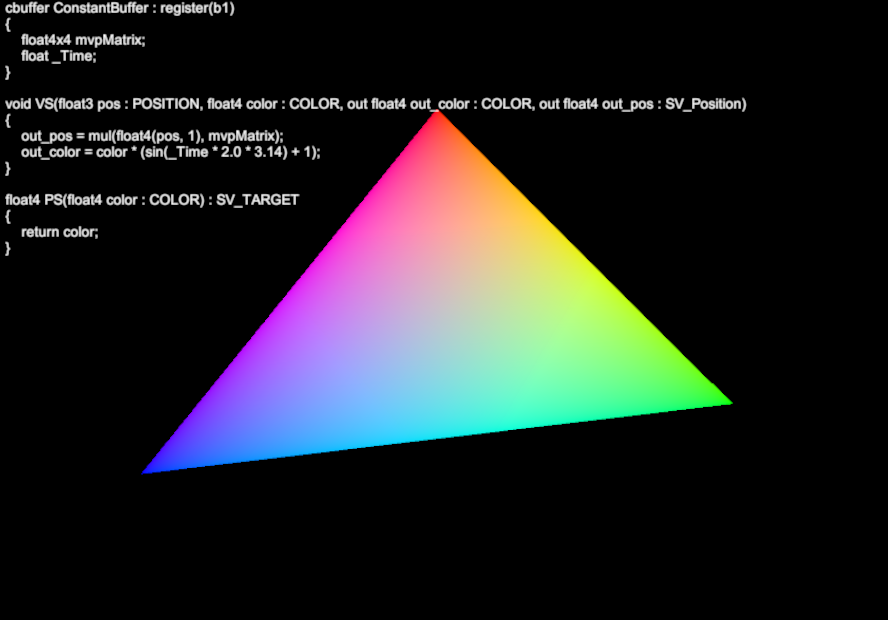 cbuffer ConstantBuffer : register(b1)
{
    float4x4 mvpMatrix;
    float _Time;
}

void VS(float3 pos : POSITION, float4 color : COLOR, out float4 out_color : COLOR, out float4 out_pos : SV_Position)
{
    out_pos = mul(float4(pos, 1), mvpMatrix);
    out_color = color * (sin(_Time * 2.0 * 3.14) + 1);
}

float4 PS(float4 color : COLOR) : SV_TARGET
{
    return color;
}